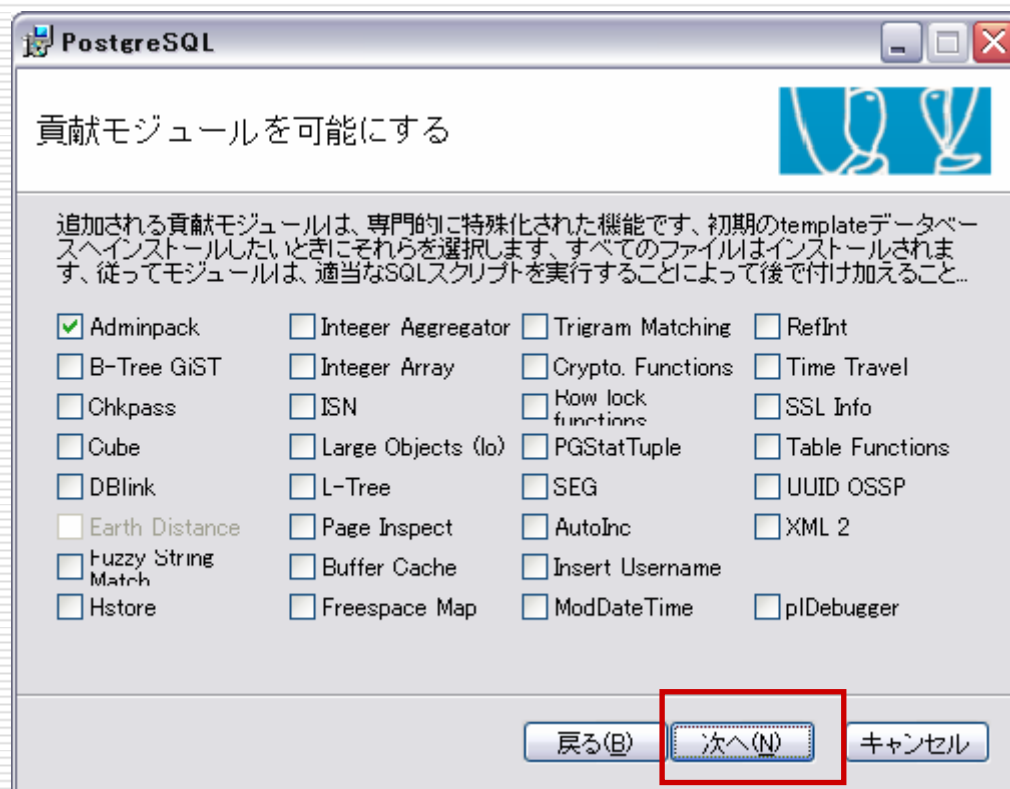 PostgreSQL
貢献モジュールを可能にする
追加される貢献モジュールは、専門的に特殊化された機能です、初期のtemplateデータベー
スへインストールしたいときにそれらを選択します、すべてのファイルはインストールされま
す、従ってモジュールは、適当なSQLスクリプトを実行することによって後で付け加えること...
Adminpack Integer Aggregator Trigram Matching RefInt
B-Tree GiST Integer Array Crypto. Functions Time Travel
Chkpass ISN Row lock functions SSL Info
Cube Large Objects (lo) PGStatTuple Table Functions
DBlink L-Tree SEG UUID OSSP
Earth Distance Page Inspect AutoInc XML 2
Fuzzy String Match Buffer Cache Insert Username
Hstore Freespace Map ModDateTime plDebugger
戻る(B) 次へ(N) キャンセル